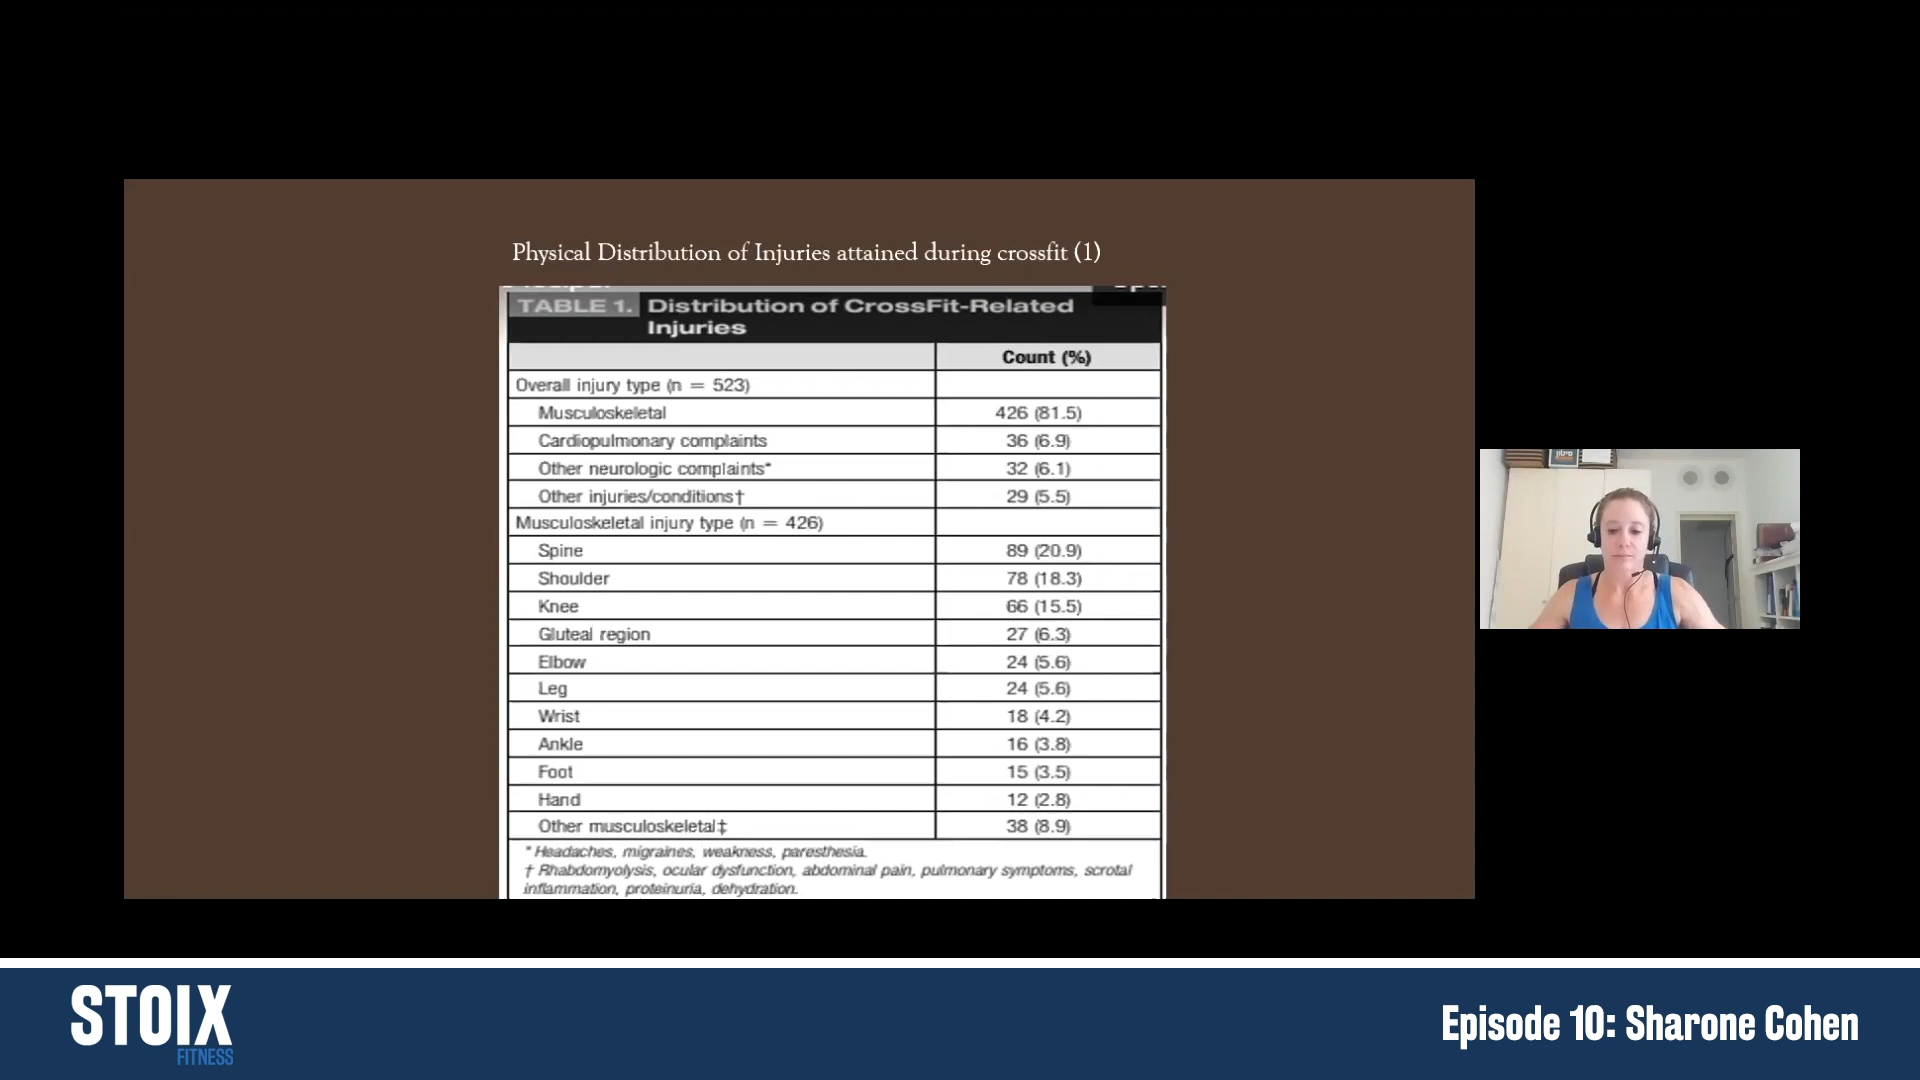 Physical Distribution of Injuries attained during crossfit (1)
TABLE 1. Distribution of CrossFit-Related
Injuries
Count (%)
Overall injury type (n = 523)
Musculoskeletal 426 (81.5)
Cardiopulmonary complaints 36 (6.9)
Other neurologic complaints* 32 (6.1)
Other injuries/conditions† 29 (5.5)
Musculoskeletal injury type (n = 426)
Spine 89 (20.9)
Shoulder 78 (18.3)
Knee 66 (15.5)
Gluteal region 27 (6.3)
Elbow 24 (5.6)
Leg 24 (5.6)
Wrist 18 (4.2)
Ankle 16 (3.8)
Foot 15 (3.5)
Hand 12 (2.8)
Other musculoskeletal‡ 38 (8.9)
* Headaches, migraines, weakness, paresthesia.
† Rhabdomyolysis, ocular dysfunction, abdominal pain, pulmonary symptoms, scrotal
inflammation, proteinuria, dehydration.
STOIX
FITNESS
Episode 10: Sharone Cohen